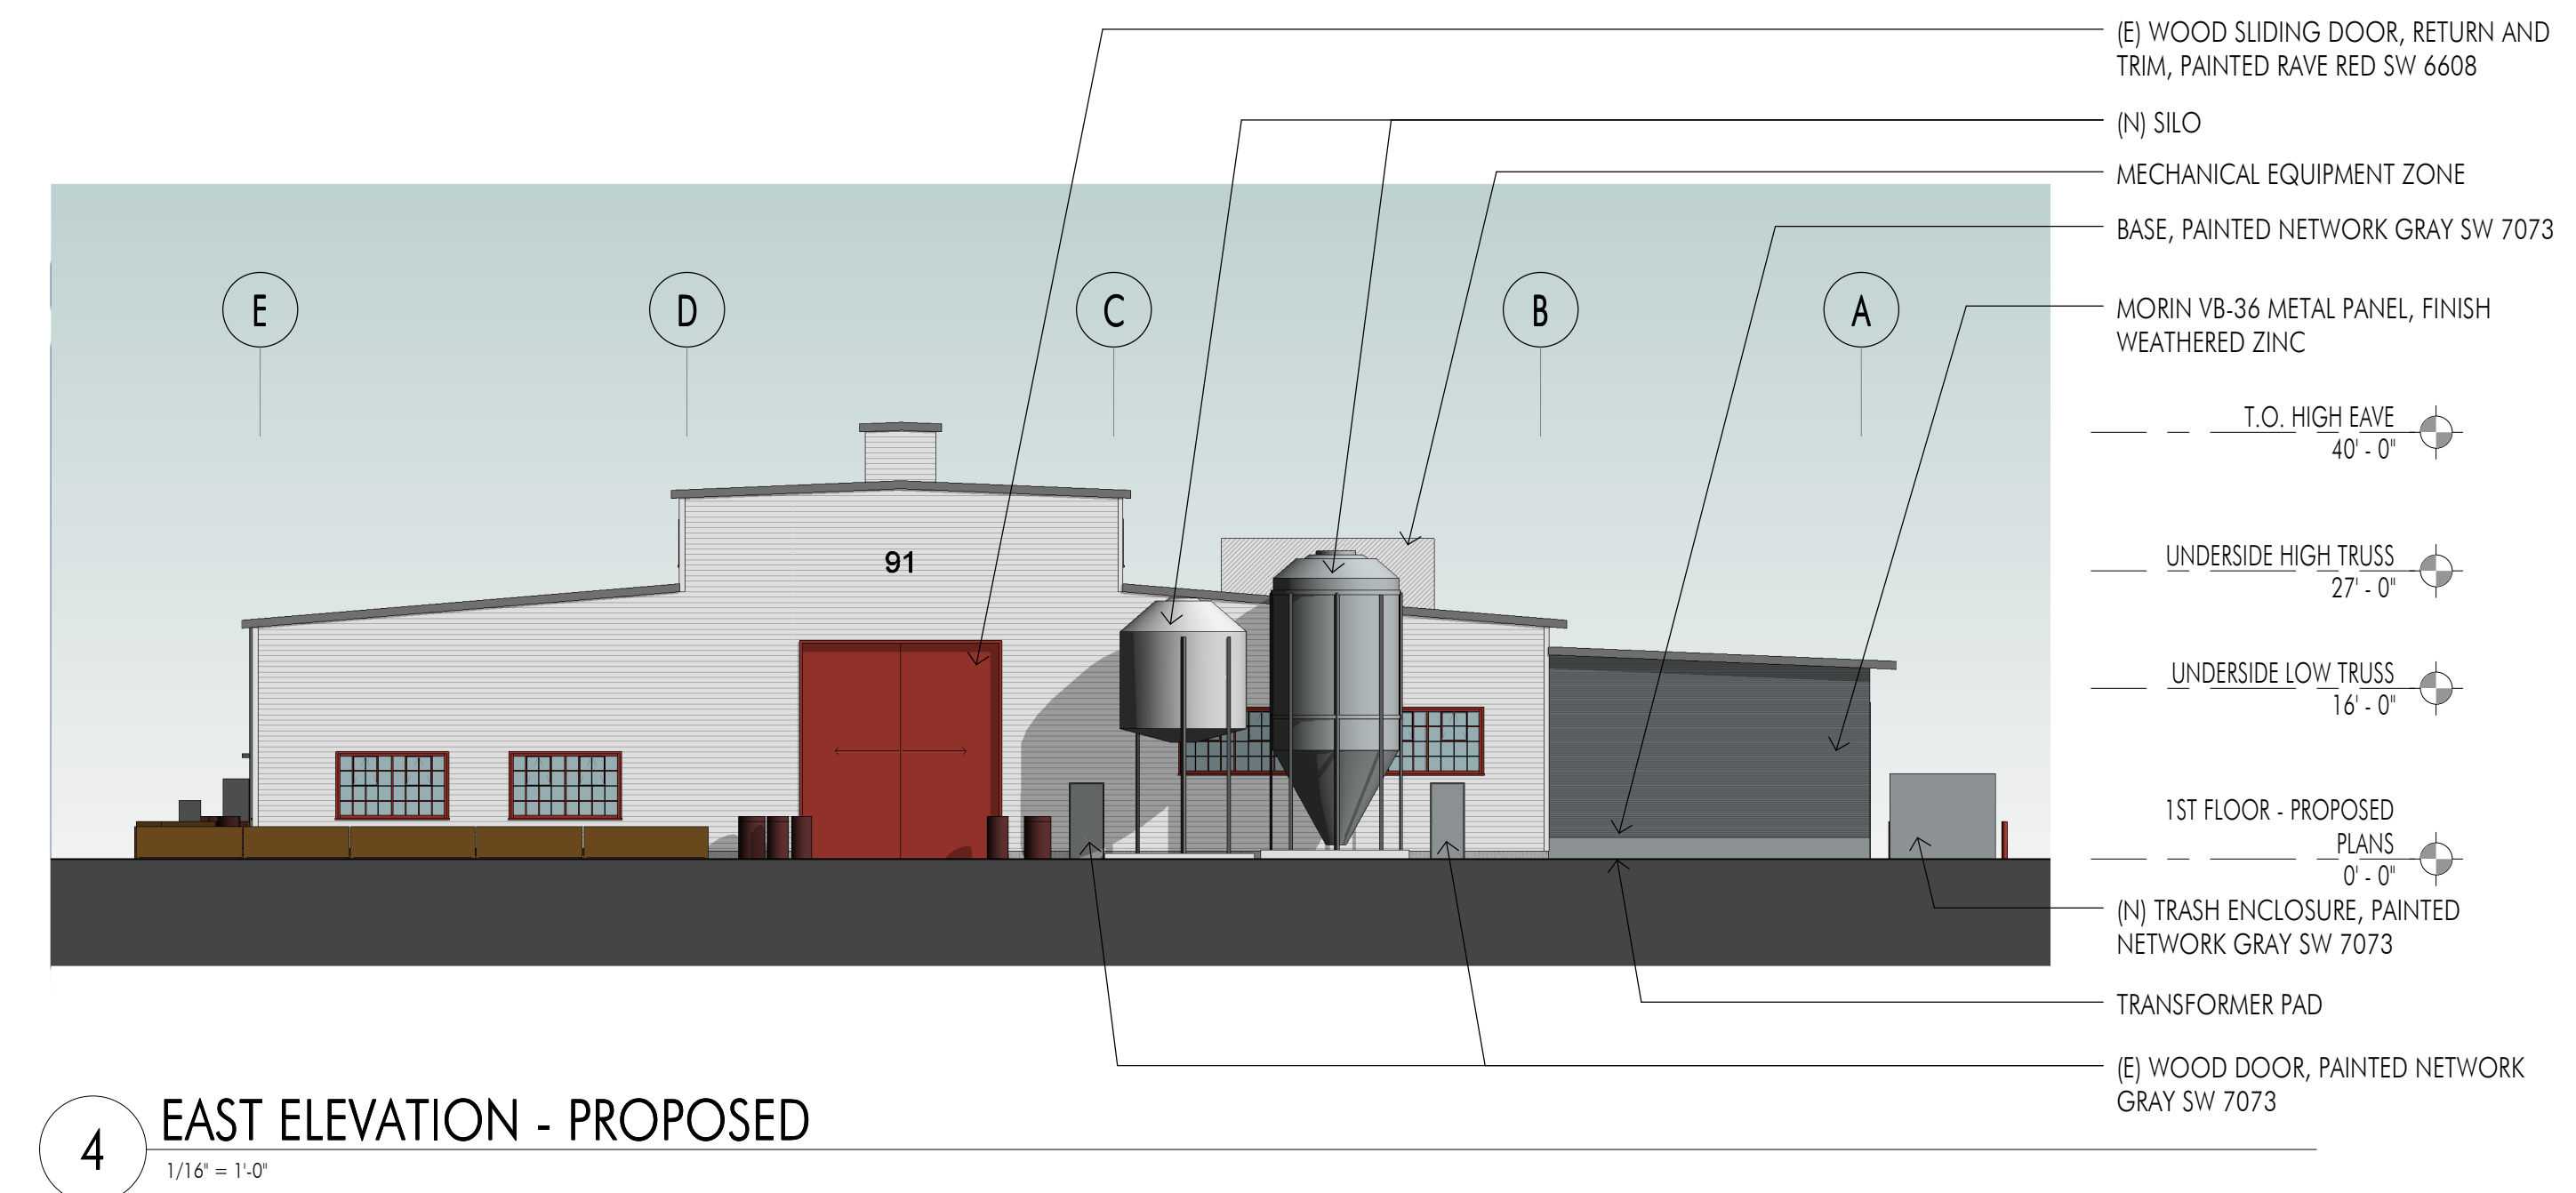 (E) WOOD SLIDING DOOR, RETURN AND
TRIM, PAINTED RAVE RED SW 6608
(N) SILO
MECHANICAL EQUIPMENT ZONE
BASE, PAINTED NETWORK GRAY SW 7073
MORIN VB-36 METAL PANEL, FINISH
WEATHERED ZINC
E
D
C
B
A
T.O. HIGH EAVE
40' - 0"
91
UNDERSIDE HIGH TRUSS
27' - 0"
UNDERSIDE LOW TRUSS
16' - 0"
1ST FLOOR - PROPOSED
PLANS
0' - 0"
(N) TRASH ENCLOSURE, PAINTED
NETWORK GRAY SW 7073
TRANSFORMER PAD
(E) WOOD DOOR, PAINTED NETWORK
GRAY SW 7073
4
EAST ELEVATION - PROPOSED
1/16" = 1'-0"